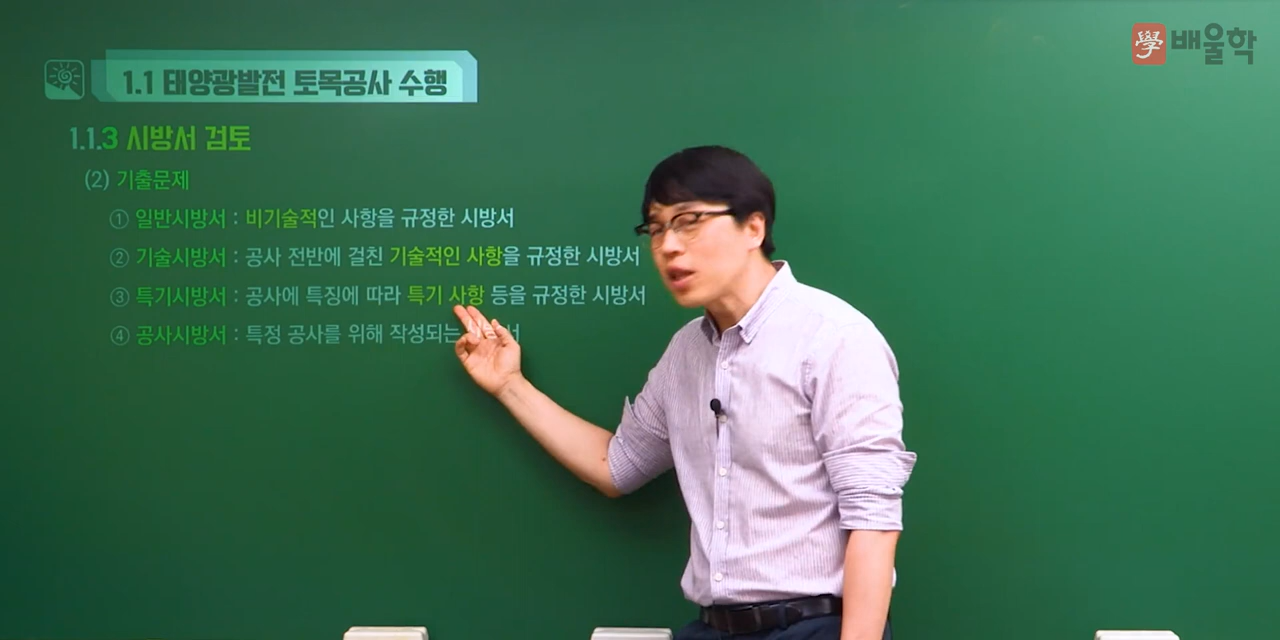 學 배울학
1.1 태양광발전 토목공사 수행
1.1.3 시방서 검토
(2) 기출문제
① 일반시방서 : 비기술적인 사항을 규정한 시방서
② 기술시방서 : 공사 전반에 걸친 기술적인 사항을 규정한 시방서
③ 특기시방서 : 공사에 특징에 따라 특기 사항 등을 규정한 시방서
④ 공사시방서 : 특정 공사를 위해 작성되는 시방서